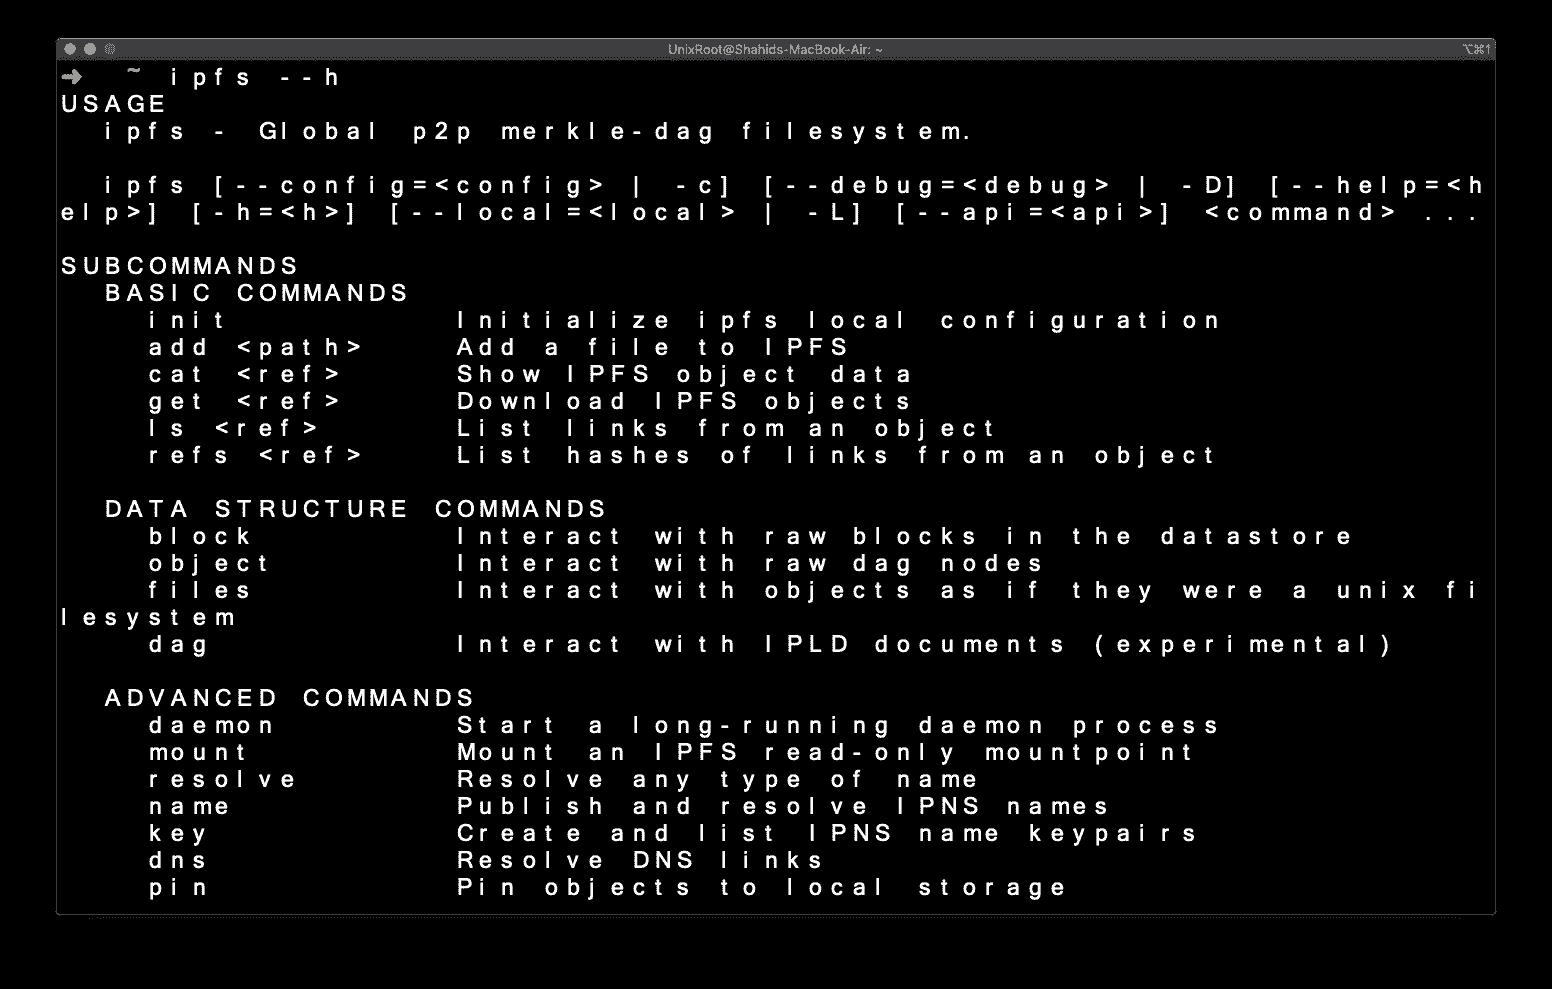 UnixRoot@Shahids-MacBook-Air: ~
⌥⌘1
➜ ~ ipfs --h
USAGE
ipfs - Global p2p merkle-dag filesystem.
ipfs [--config=<config> | -c] [--debug=<debug> | -D] [--help=<h
elp>] [-h=<h>] [--local=<local> | -L] [--api=<api>] <command> ...
SUBCOMMANDS
BASIC COMMANDS
init Initialize ipfs local configuration
add <path> Add a file to IPFS
cat <ref> Show IPFS object data
get <ref> Download IPFS objects
ls <ref> List links from an object
refs <ref> List hashes of links from an object
DATA STRUCTURE COMMANDS
block Interact with raw blocks in the datastore
object Interact with raw dag nodes
files Interact with objects as if they were a unix fi
lesystem
dag Interact with IPLD documents (experimental)
ADVANCED COMMANDS
daemon Start a long-running daemon process
mount Mount an IPFS read-only mountpoint
resolve Resolve any type of name
name Publish and resolve IPNS names
key Create and list IPNS name keypairs
dns Resolve DNS links
pin Pin objects to local storage